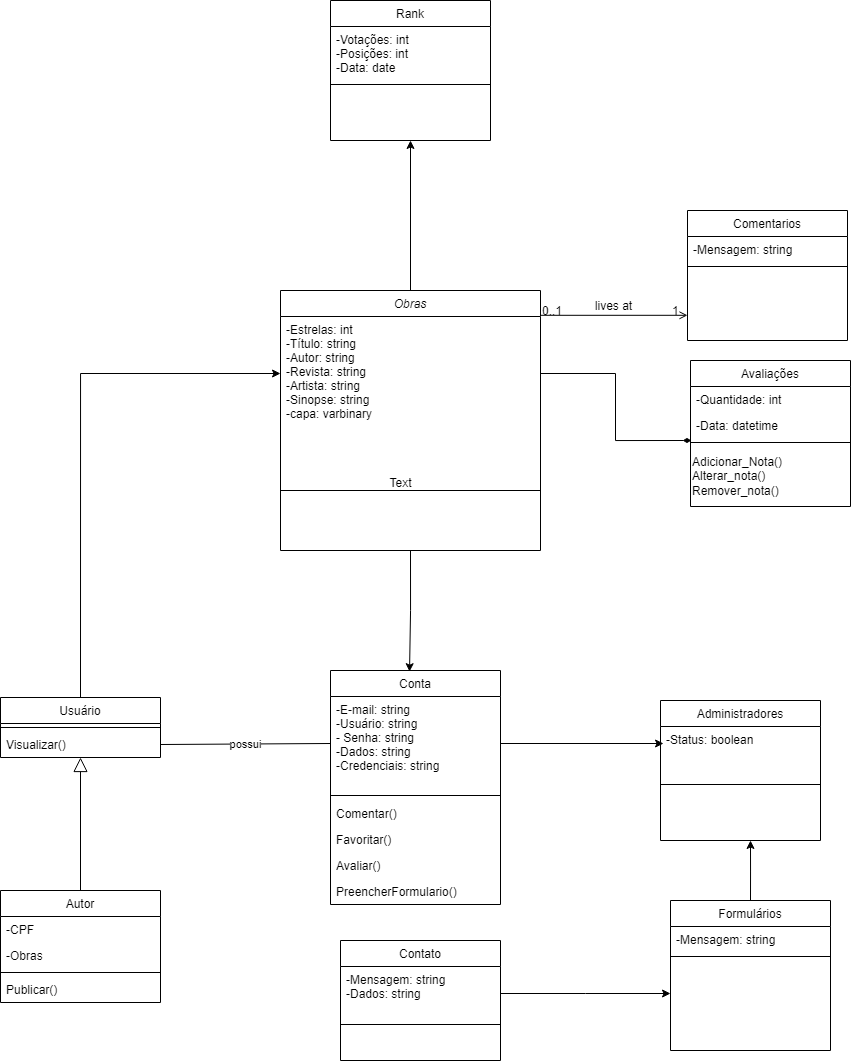 Rank
-Votações: int
-Posições: int
-Data: date
Comentarios
-Mensagem: string
Obras
-Estrelas: int
-Título: string
-Autor: string
-Revista: string
-Artista: string
-Sinopse: string
-capa: varbinary
Text
0..1
lives at
1
Avaliações
-Quantidade: int
-Data: datetime
Adicionar_Nota()
Alterar_nota()
Remover_nota()
Usuário
Visualizar()
possui
Conta
-E-mail: string
-Usuário: string
- Senha: string
-Dados: string
-Credenciais: string
Comentar()
Favoritar()
Avaliar()
PreencherFormulario()
Administradores
-Status: boolean
Autor
-CPF
-Obras
Publicar()
Contato
-Mensagem: string
-Dados: string
Formulários
-Mensagem: string